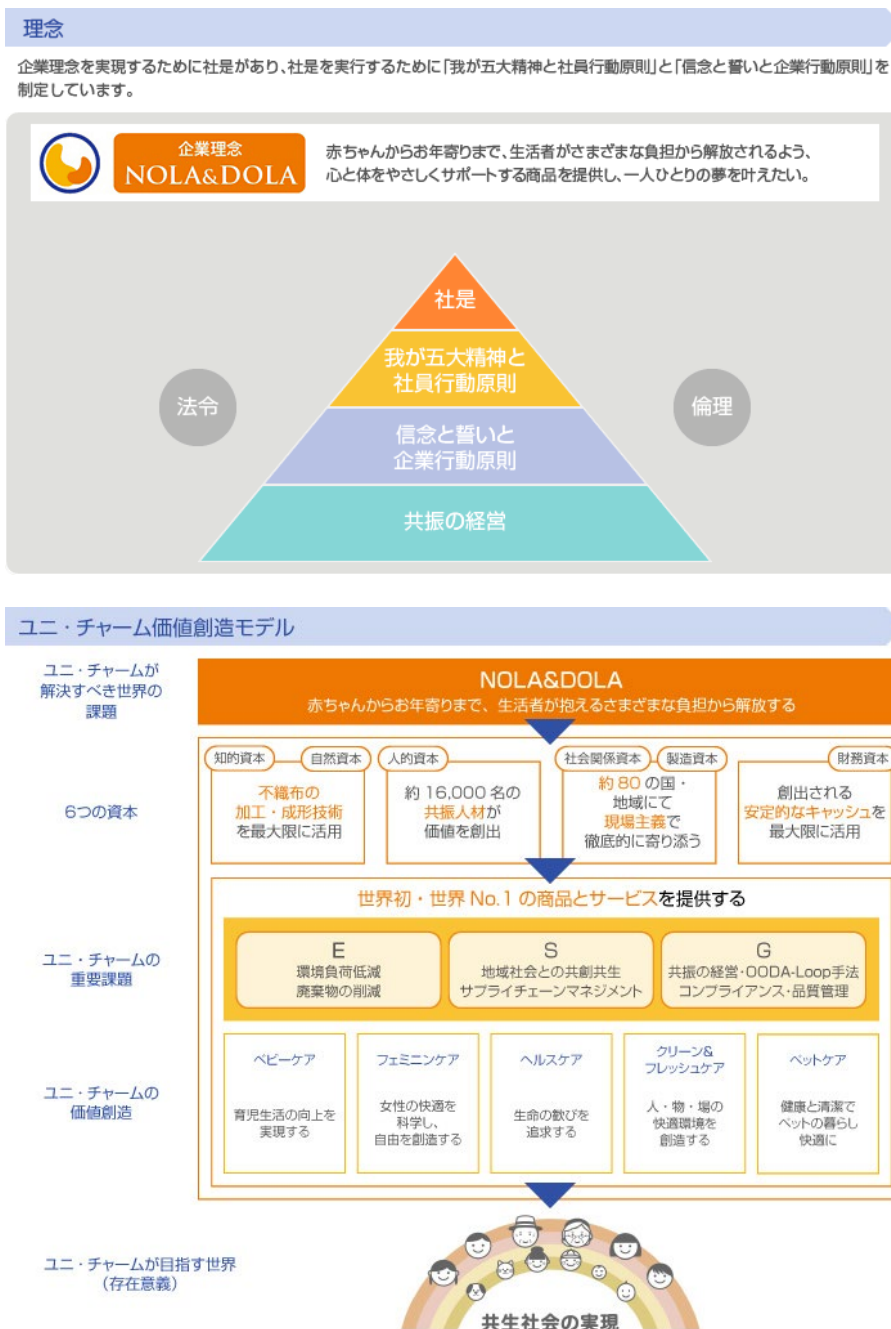 理念
企業理念を実現するために社是があり、社是を実行するために「我が五大精神と社員行動原則」と「信念と誓いと企業行動原則」を
制定しています。
企業理念
NOLA&DOLA
赤ちゃんからお年寄りまで、生活者がさまざまな負担から解放されるよう、
心と体をやさしくサポートする商品を提供し、一人ひとりの夢を叶えたい。
社是
我が五大精神と
社員行動原則
法令
倫理
信念と誓いと
企業行動原則
共振の経営
ユニ・チャーム価値創造モデル
ユニ・チャームが
解決すべき世界の
課題
NOLA&DOLA
赤ちゃんからお年寄りまで、生活者が抱えるさまざまな負担から解放する
6つの資本
知的資本
自然資本
不織布の
加工・成形技術
を最大限に活用
人的資本
約16,000名の
共振人材が
価値を創出
社会関係資本
製造資本
約80の国・
地域にて
現場主義で
徹底的に寄り添う
財務資本
創出される
安定的なキャッシュを
最大限に活用
世界初・世界No.1の商品とサービスを提供する
ユニ・チャームの
重要課題
E
環境負荷低減
廃棄物の削減
S
地域社会との共創共生
サプライチェーンマネジメント
G
共振の経営・OODA-Loop手法
コンプライアンス・品質管理
ユニ・チャームの
価値創造
ベビーケア
育児生活の向上を
実現する
フェミニンケア
女性の快適を
科学し、
自由を創造する
ヘルスケア
生命の歓びを
追求する
クリーン&
フレッシュケア
人・物・場の
快適環境を
創造する
ペットケア
健康と清潔で
ペットの暮らし
快適に
ユニ・チャームが目指す世界
(存在意義)
共生社会の実現